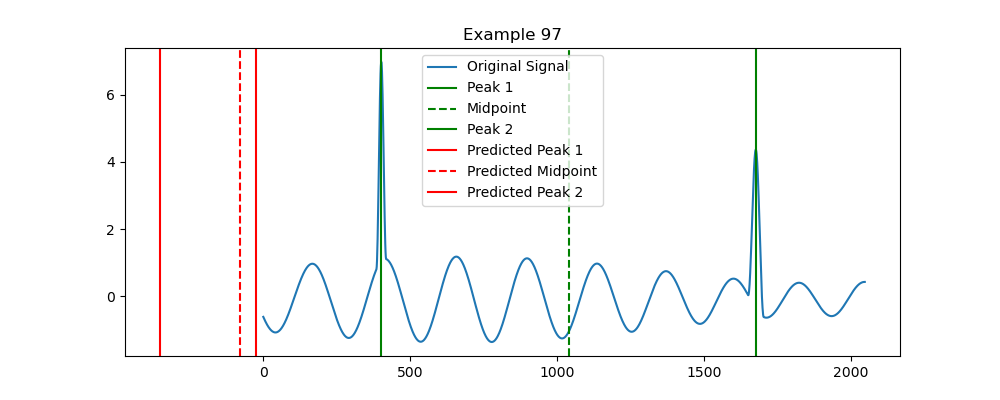 Example 97
Original Signal
Peak 1
Midpoint
Peak 2
Predicted Peak 1
Predicted Midpoint
Predicted Peak 2
6
4
2
0
0 500 1000 1500 2000